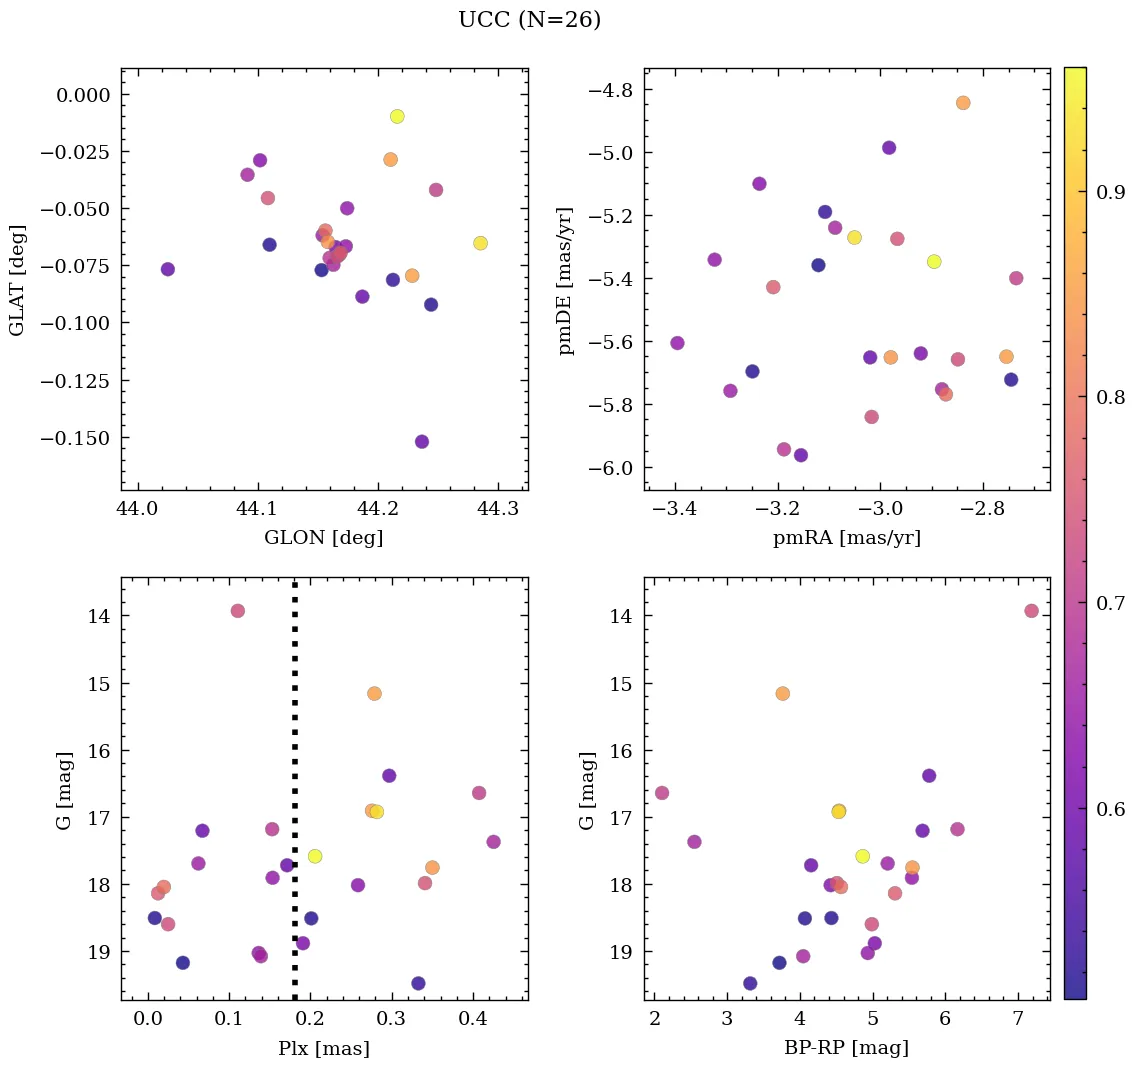 UCC (N=26)
0.000
−0.025
−0.050
−0.075
−0.100
−0.125
−0.150
GLAT [deg]
44.0 44.1 44.2 44.3
GLON [deg]
−4.8
−5.0
−5.2
−5.4
−5.6
−5.8
−6.0
pmDE [mas/yr]
−3.4 −3.2 −3.0 −2.8
pmRA [mas/yr]
0.9
0.8
0.7
0.6
14
15
16
17
18
19
G [mag]
0.0 0.1 0.2 0.3 0.4
Plx [mas]
14
15
16
17
18
19
G [mag]
2 3 4 5 6 7
BP-RP [mag]